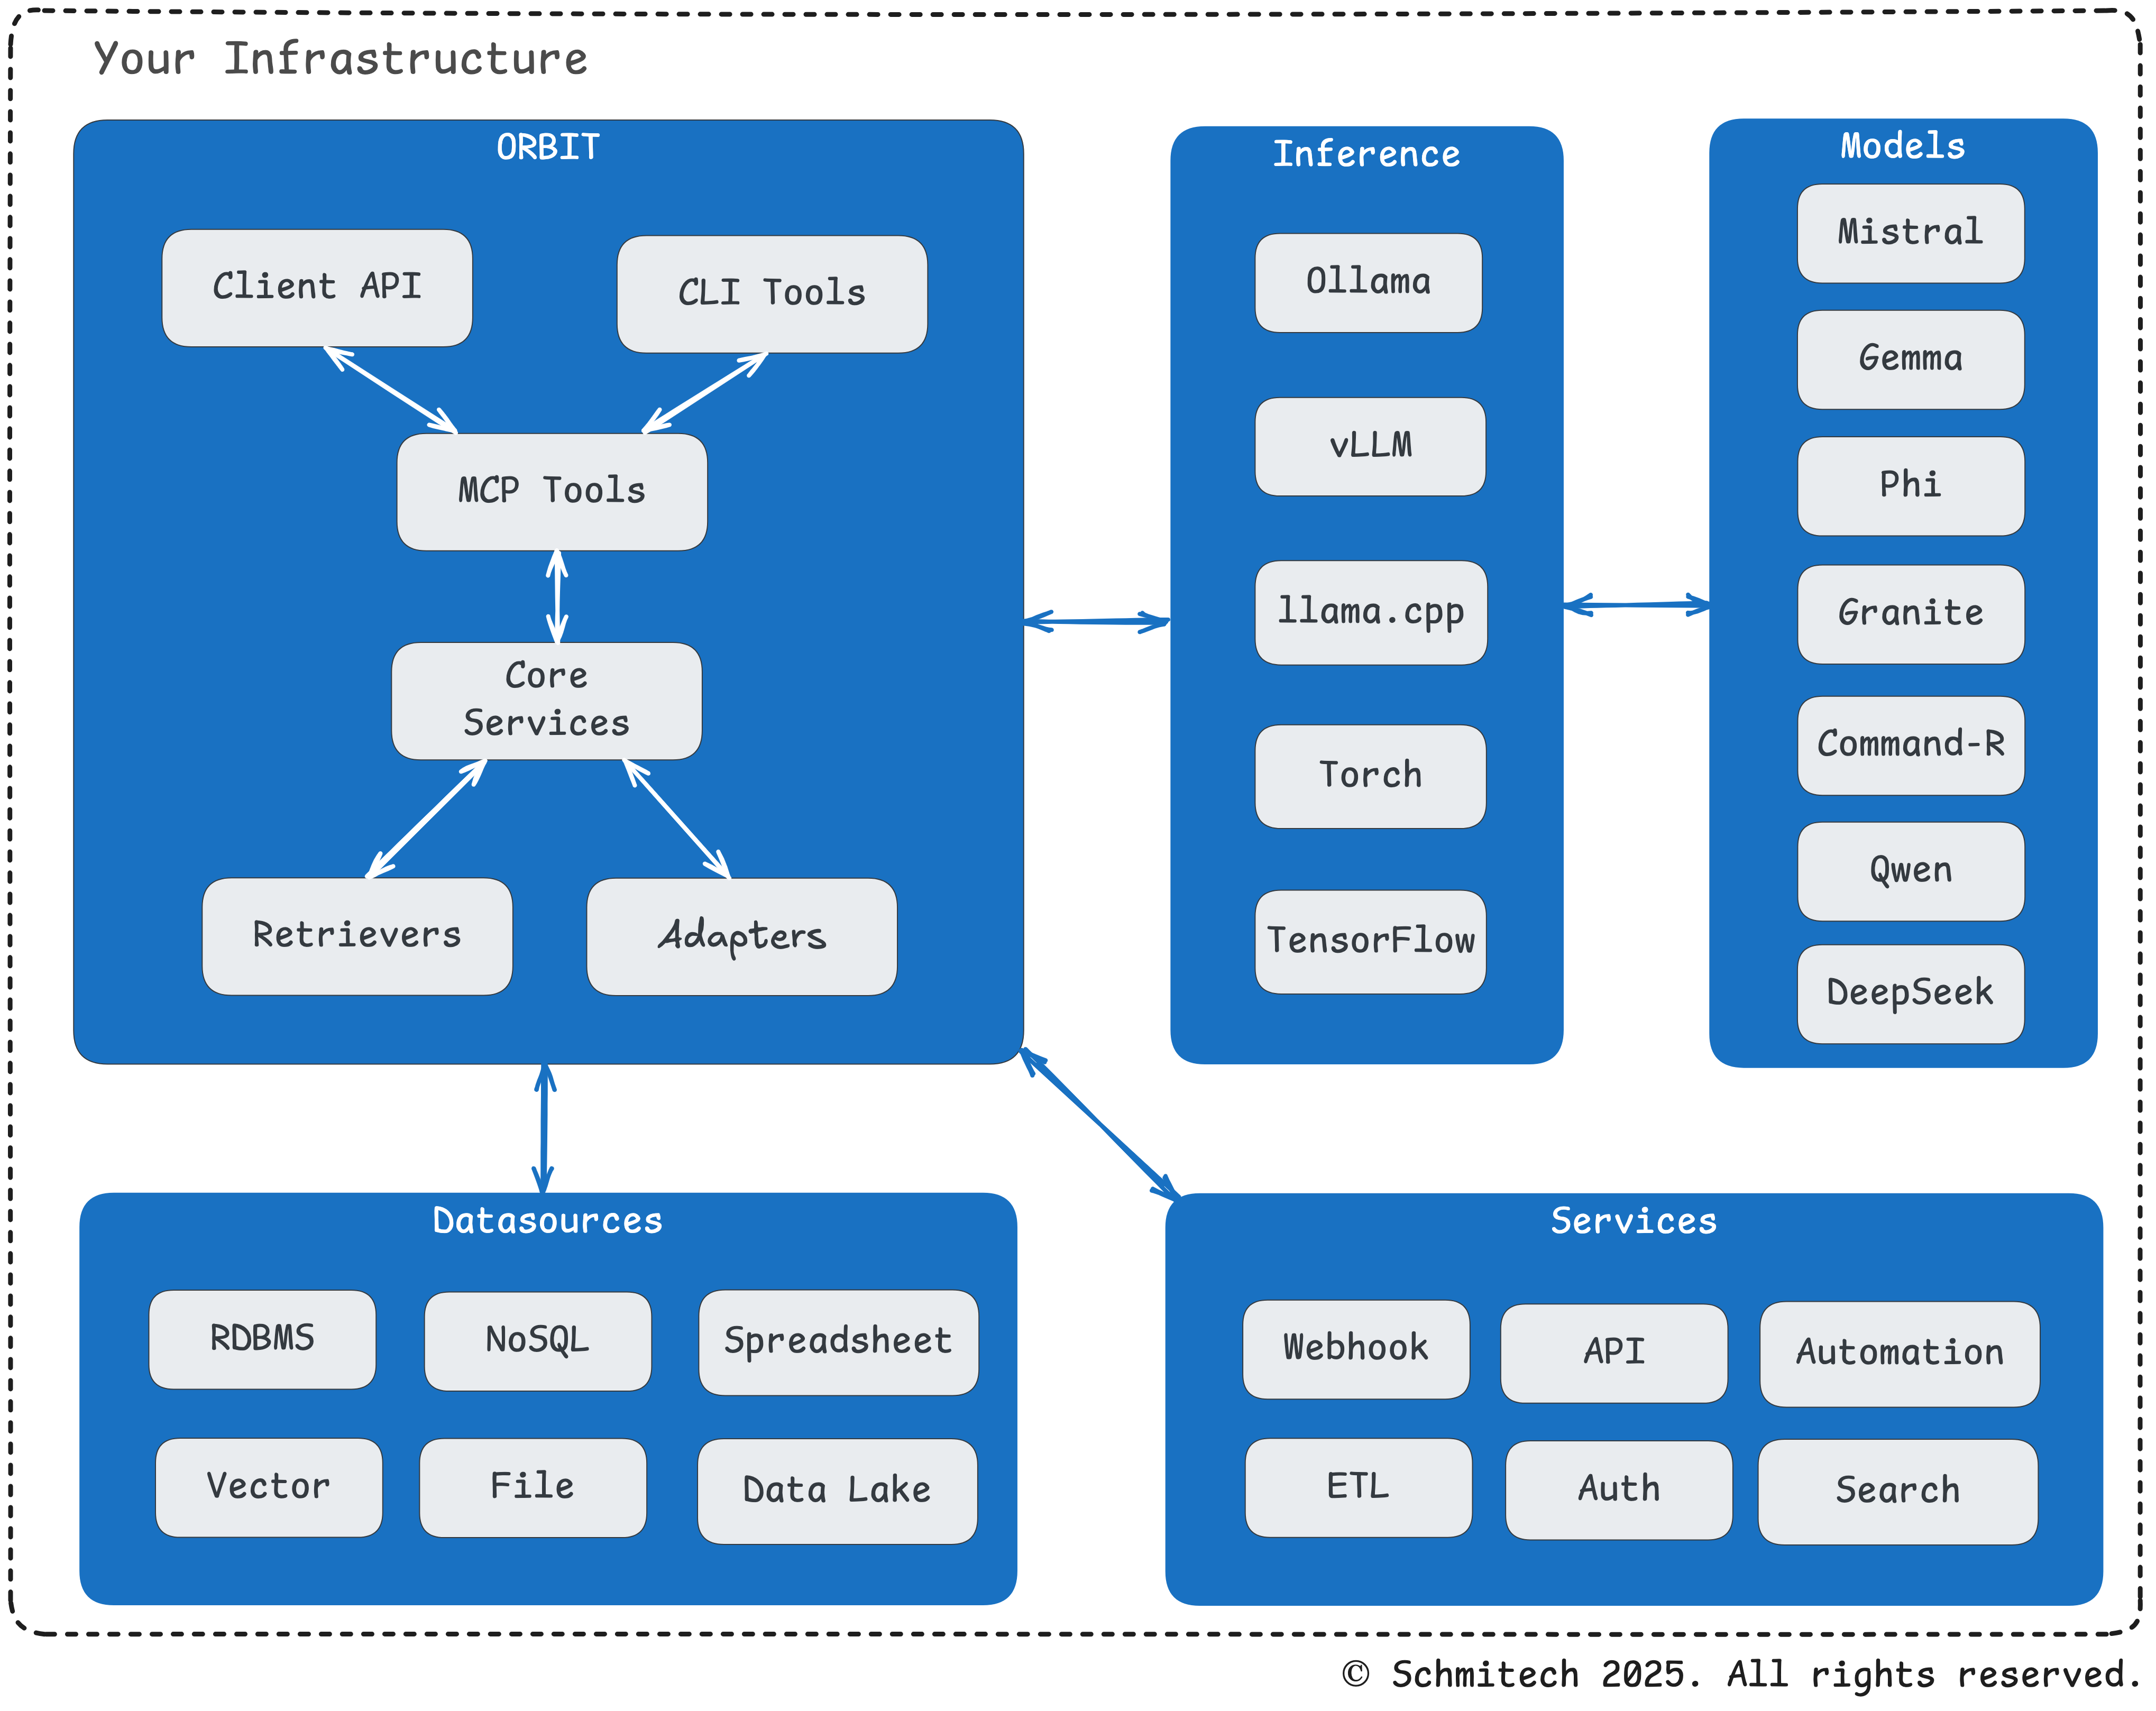 Your Infrastructure
ORBIT
Client API
CLI Tools
MCP Tools
Core
Services
Retrievers
Adapters
Inference
Ollama
vLLM
llama.cpp
Torch
TensorFlow
Models
Mistral
Gemma
Phi
Granite
Command-R
Qwen
DeepSeek
Datasources
RDBMS
NoSQL
Spreadsheet
Vector
File
Data Lake
Services
Webhook
API
Automation
ETL
Auth
Search
© Schmitech 2025. All rights reserved.